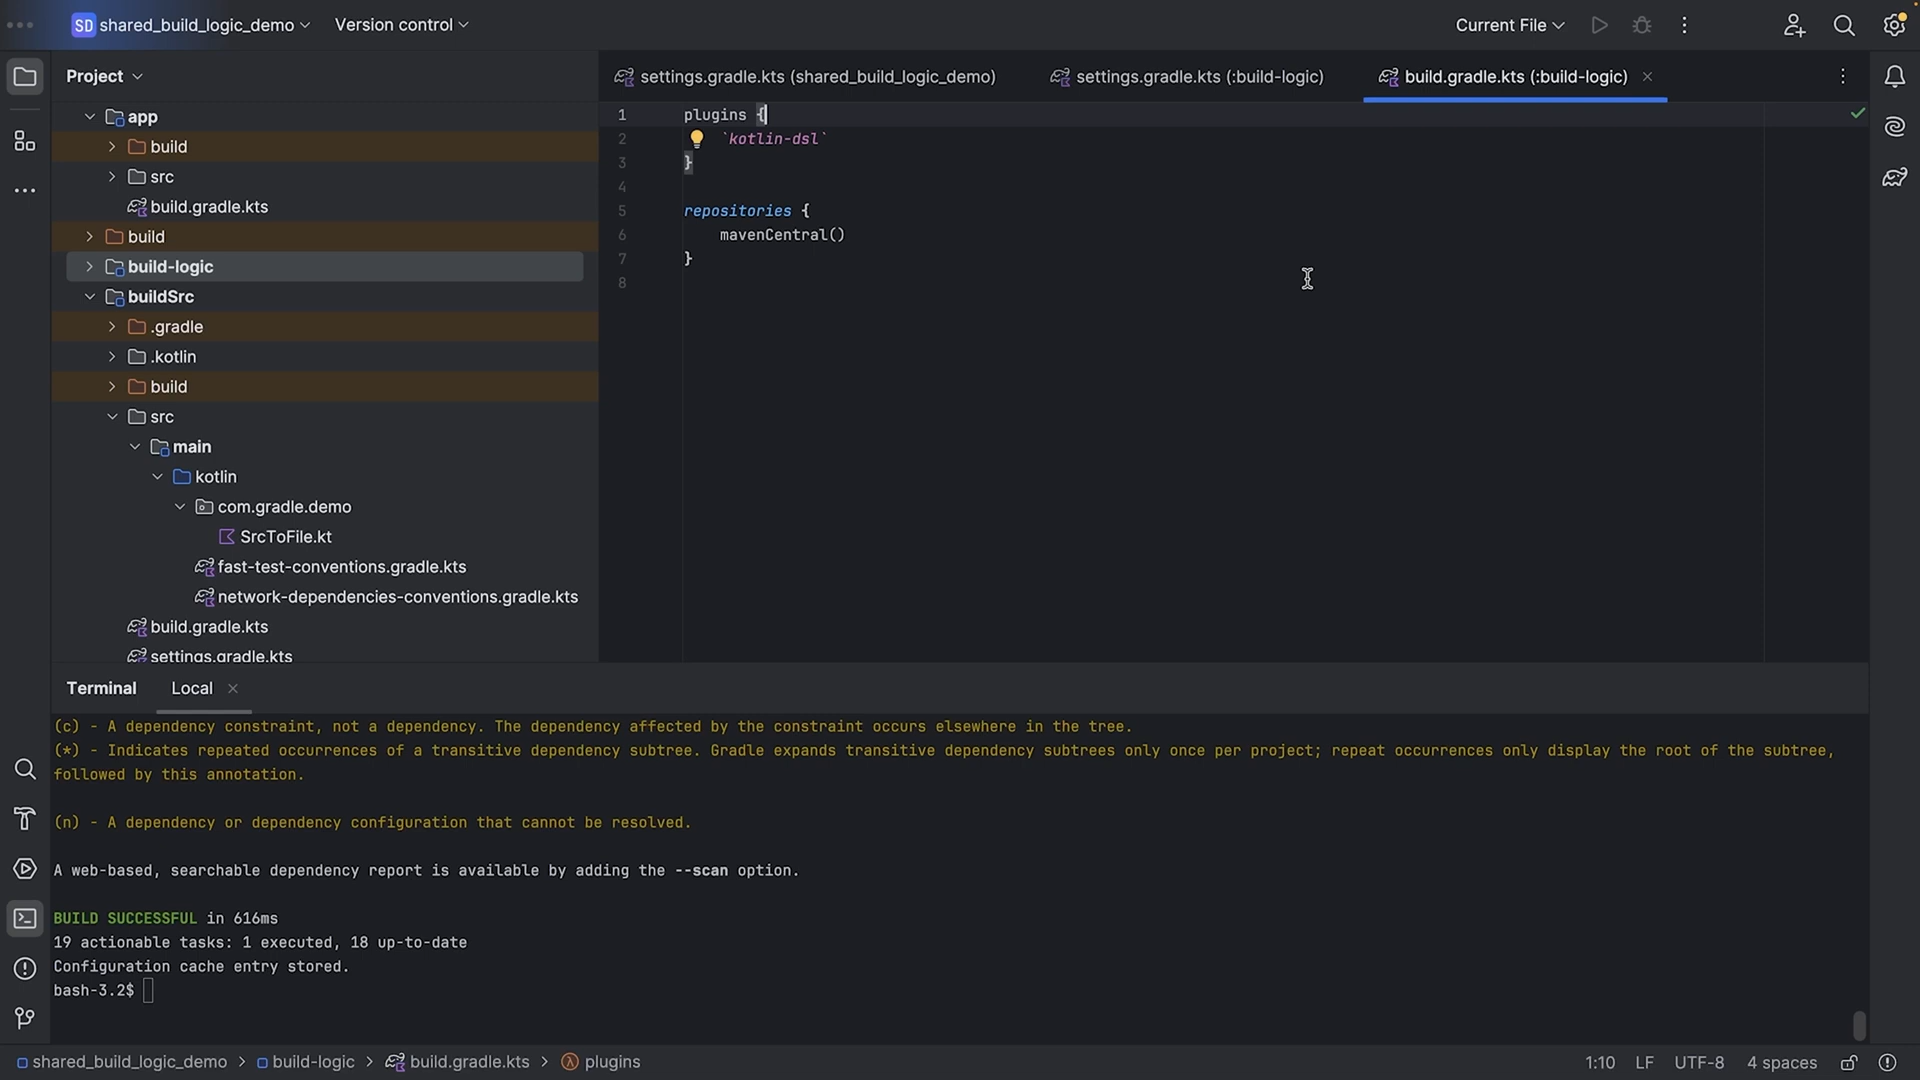 SD shared_build_logic_demo Version control Current File
Project
settings.gradle.kts (shared_build_logic_demo) settings.gradle.kts (:build-logic) build.gradle.kts (:build-logic)
app
build
src
build.gradle.kts
build
build-logic
buildSrc
.gradle
.kotlin
build
src
main
kotlin
com.gradle.demo
SrcToFile.kt
fast-test-conventions.gradle.kts
network-dependencies-conventions.gradle.kts
build.gradle.kts
settings.gradle.kts
1 plugins {
2 `kotlin-dsl`
3 }
4
5 repositories {
6 mavenCentral()
7 }
8
Terminal Local
(c) - A dependency constraint, not a dependency. The dependency affected by the constraint occurs elsewhere in the tree.
(*) - Indicates repeated occurrences of a transitive dependency subtree. Gradle expands transitive dependency subtrees only once per project; repeat occurrences only display the root of the subtree,
followed by this annotation.
(n) - A dependency or dependency configuration that cannot be resolved.
A web-based, searchable dependency report is available by adding the --scan option.
BUILD SUCCESSFUL in 616ms
19 actionable tasks: 1 executed, 18 up-to-date
Configuration cache entry stored.
bash-3.2$
shared_build_logic_demo > build-logic > build.gradle.kts > plugins 1:10 LF UTF-8 4 spaces